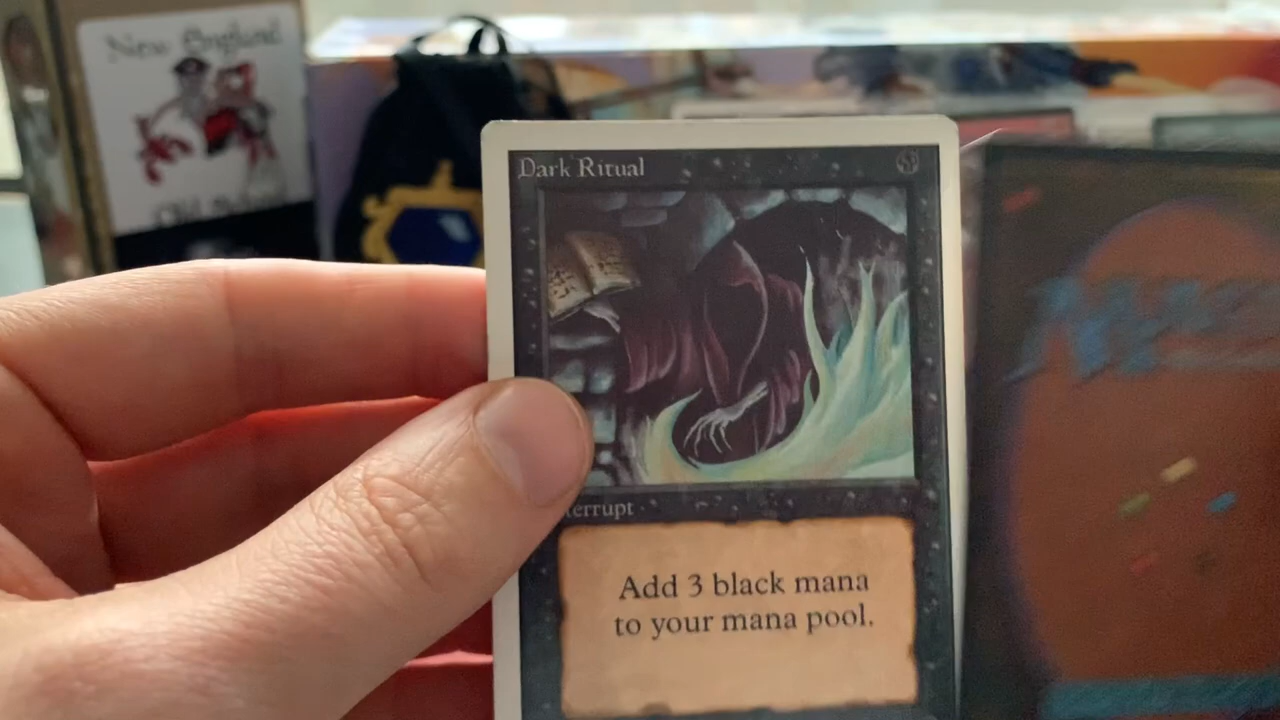 New England
Dark Ritual
terrupt
Add 3 black mana
to your mana pool.